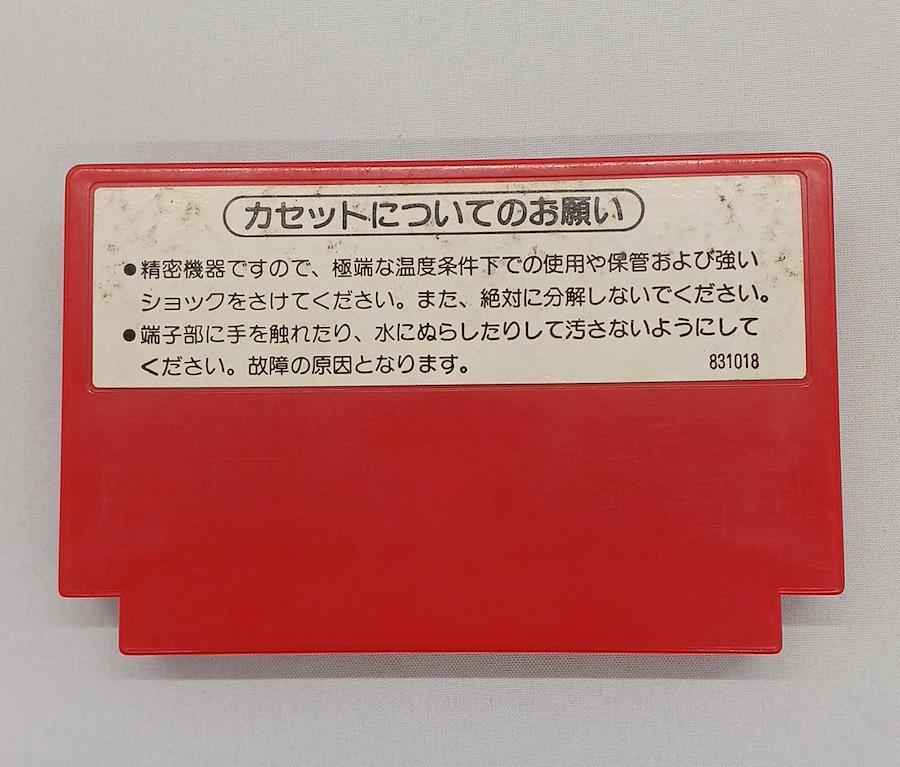 カセットについてのお願い
●精密機器ですので、極端な温度条件下での使用や保管および強い
ショックをさけてください。また、絶対に分解しないでください。
●端子部に手を触れたり、水にぬらしたりして汚さないようにして
ください。故障の原因となります。 831018